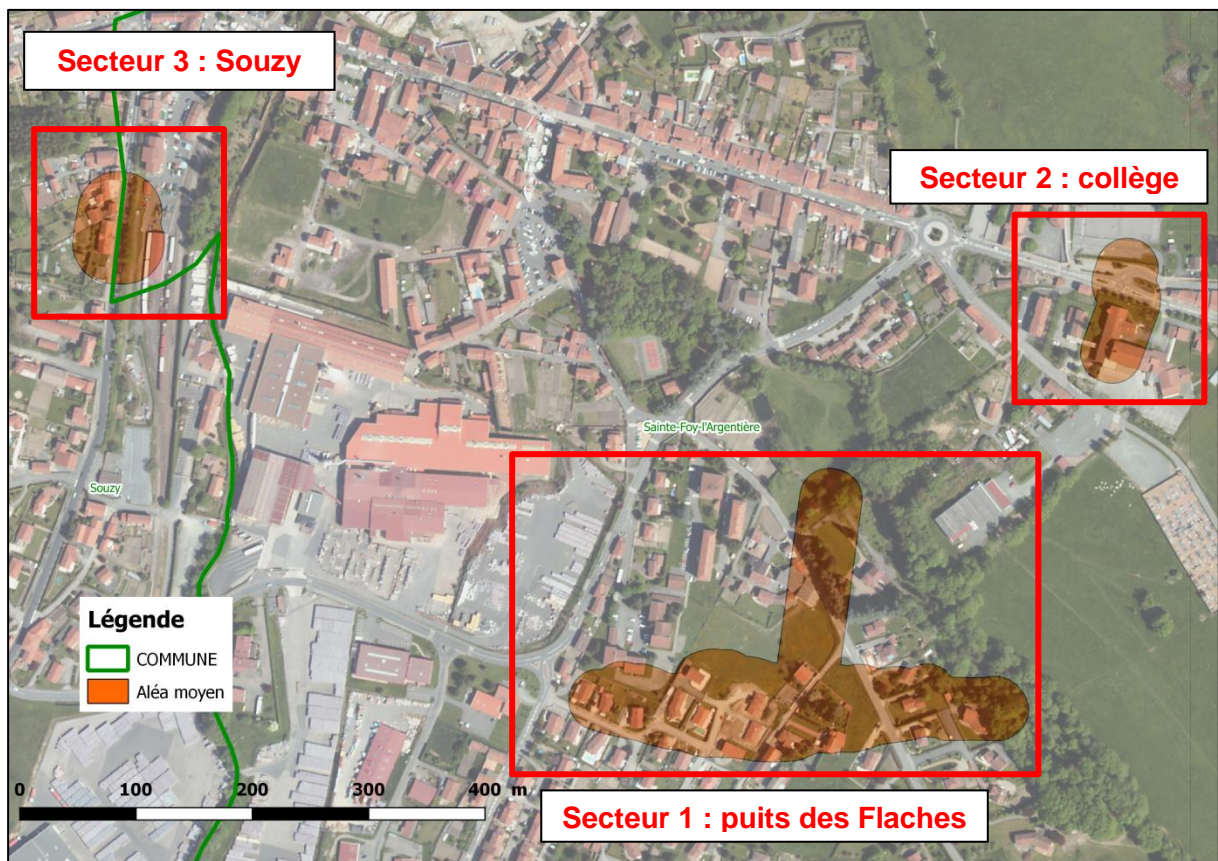 Secteur 3 : Souzy
Secteur 2 : collège
Sainte-Foy-l'Argentière
Souzy
Légende
COMMUNE
Aléa moyen
0 100 200 300 400 m
Secteur 1 : puits des Flaches